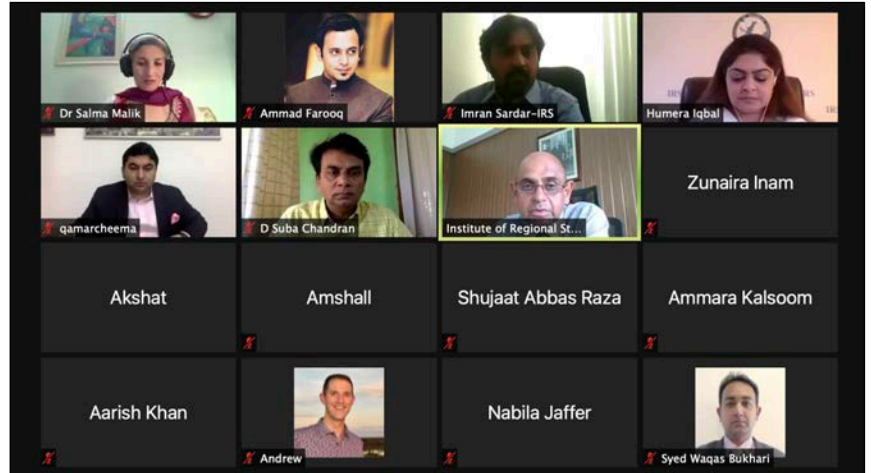 Dr Salma Malik
Ammad Farooq
Imran Sardar-IRS
Humera Iqbal
qamarcheema
D Suba Chandran
Institute of Regional St...
Zunaira Inam
Akshat
Amshall
Shujaat Abbas Raza
Ammara Kalsoom
Aarish Khan
Andrew
Nabila Jaffer
Syed Waqas Bukhari